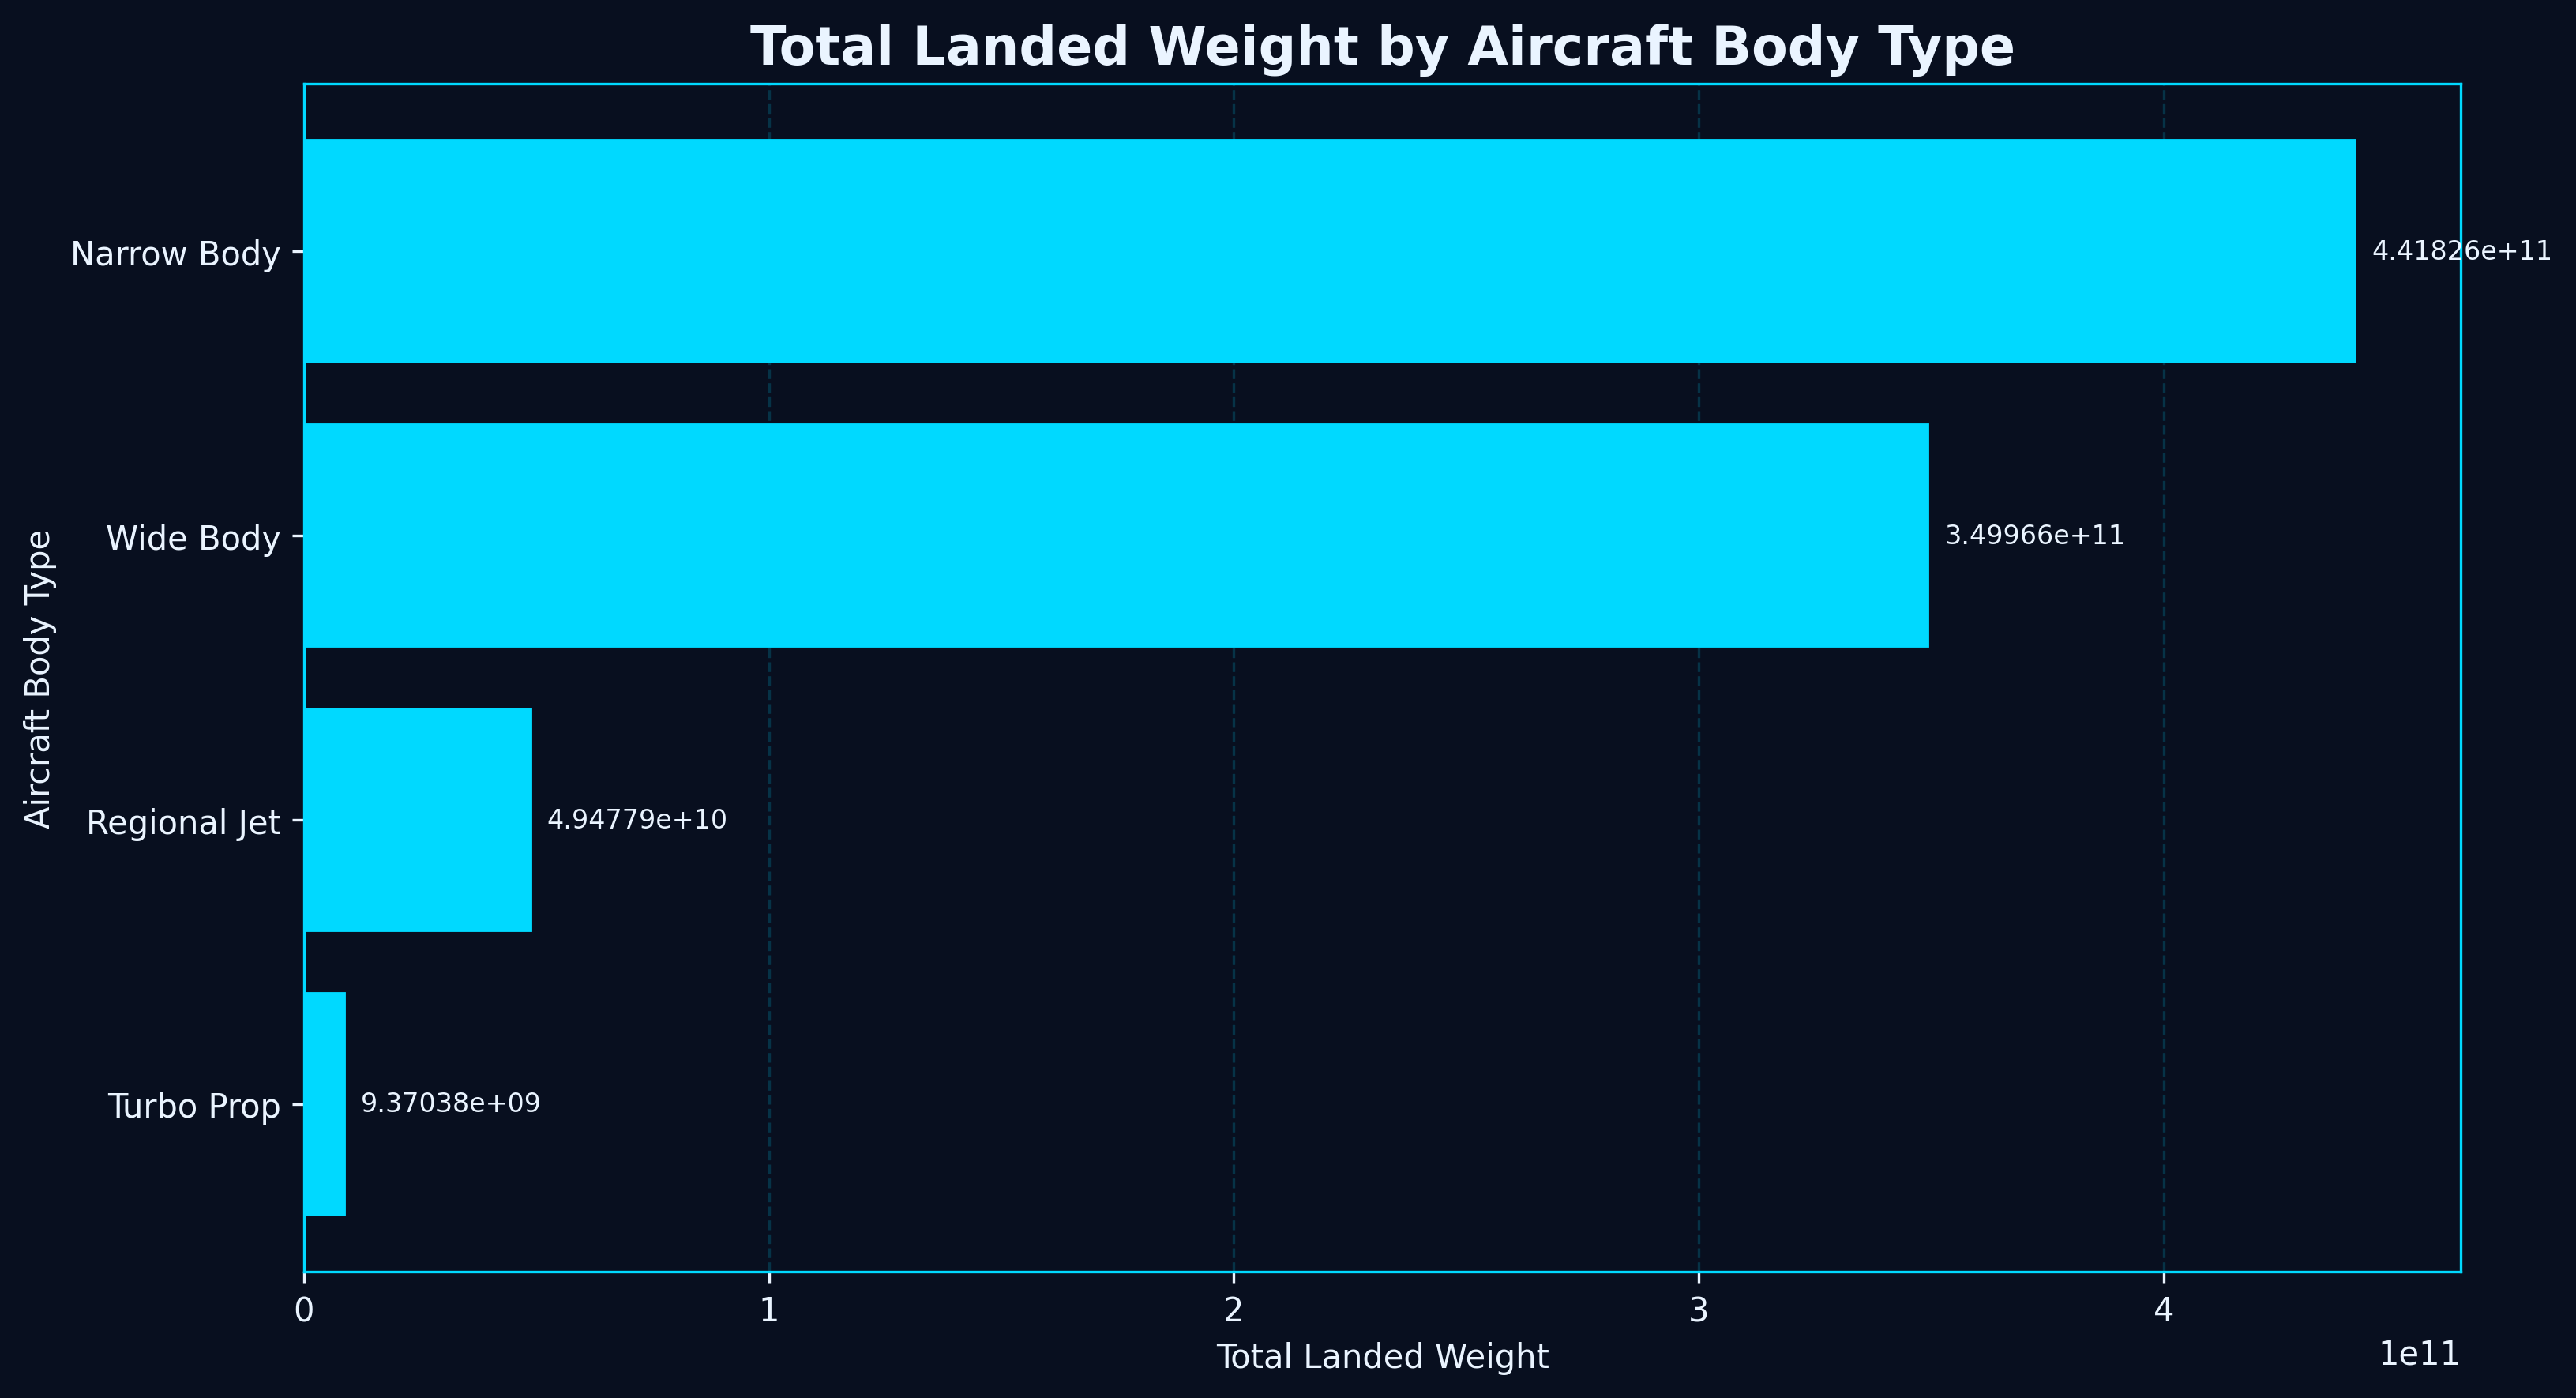 Total Landed Weight by Aircraft Body Type
Aircraft Body Type
Narrow Body
4.41826e+11
Wide Body
3.49966e+11
Regional Jet
4.94779e+10
Turbo Prop
9.37038e+09
0 1 2 3 4
1e11
Total Landed Weight